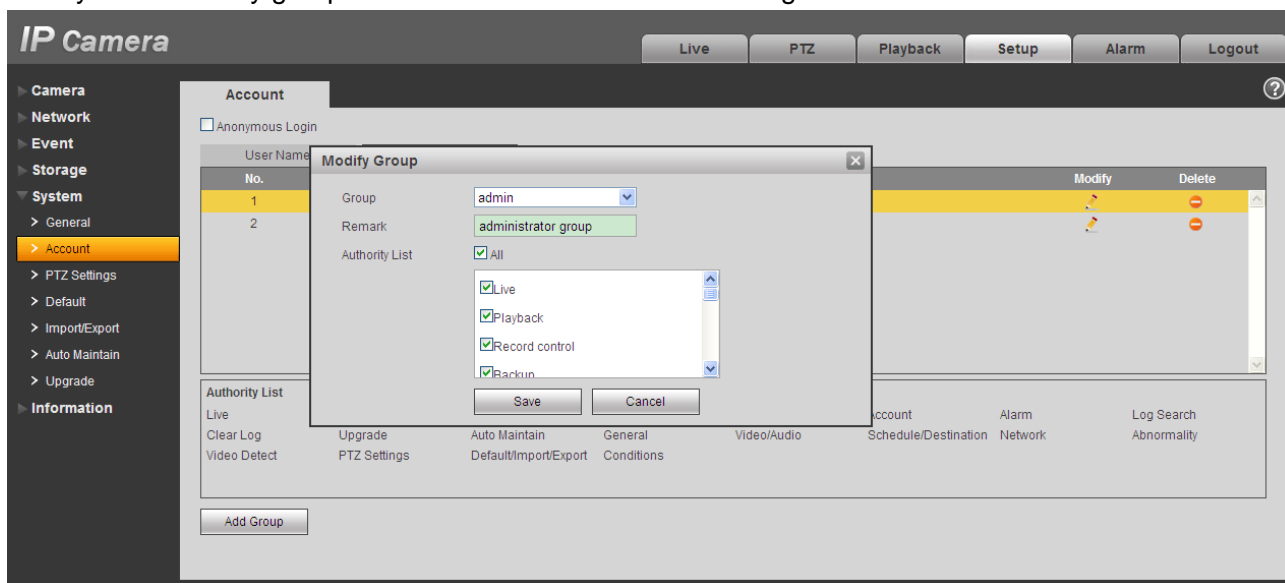 IP Camera
Live PTZ Playback Setup Alarm Logout
Camera
Network
Event
Storage
System
> General
> Account
> PTZ Settings
> Default
> Import/Export
> Auto Maintain
> Upgrade
Information
Account
?
Anonymous Login
User Name
No. Modify Delete
1
2
Modify Group
Group admin
Remark administrator group
Authority List All
Live
Playback
Record control
Backup
Save Cancel
Authority List
Live Account Alarm Log Search
Clear Log Upgrade Auto Maintain General Video/Audio Schedule/Destination Network Abnormality
Video Detect PTZ Settings Default/Import/Export Conditions
Add Group